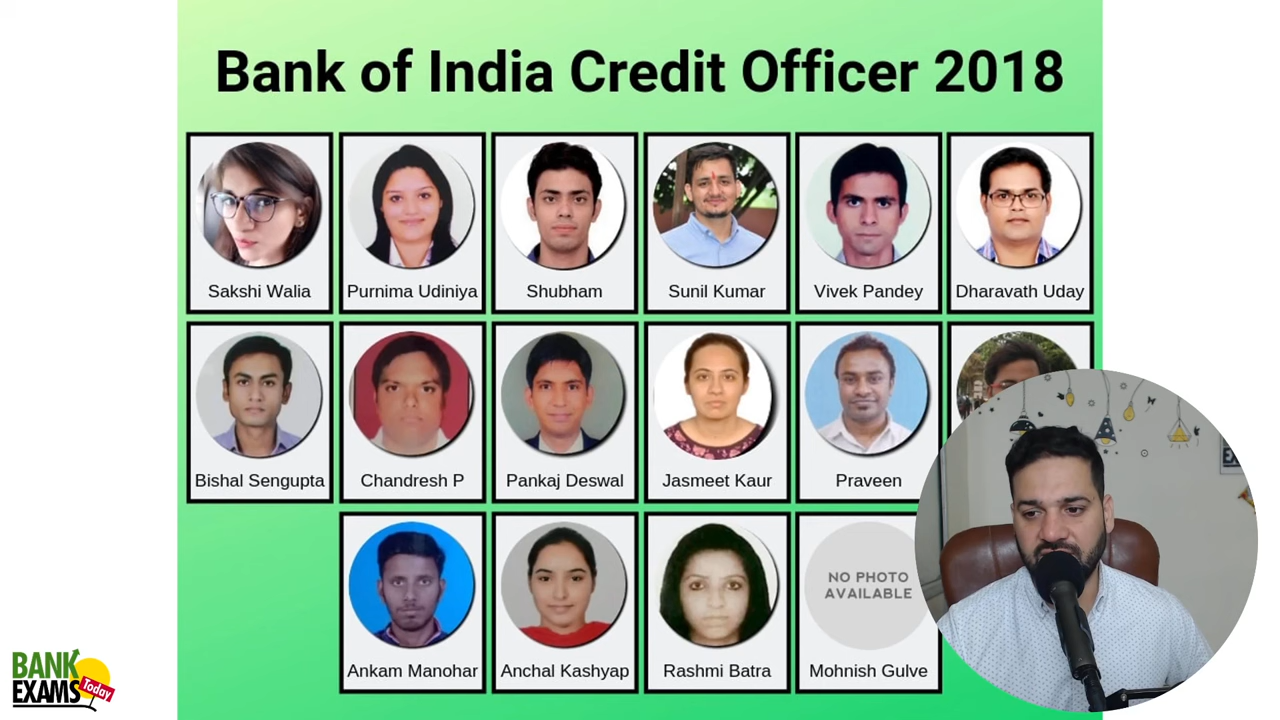 Bank of India Credit Officer 2018
Sakshi Walia
Purnima Udiniya
Shubham
Sunil Kumar
Vivek Pandey
Dharavath Uday
Bishal Sengupta
Chandresh P
Pankaj Deswal
Jasmeet Kaur
Praveen
Ankam Manohar
Anchal Kashyap
Rashmi Batra
NO PHOTO
AVAILABLE
Mohnish Gulve
BANK
EXAMS
Today